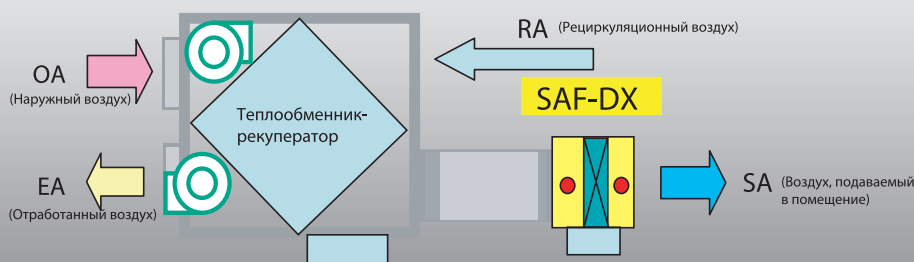 RA (Рециркуляционный воздух)
OA
(Наружный воздух)
SAF-DX
Теплообменник-
рекуператор
EA
(Отработанный воздух)
SA (Воздух, подаваемый
в помещение)